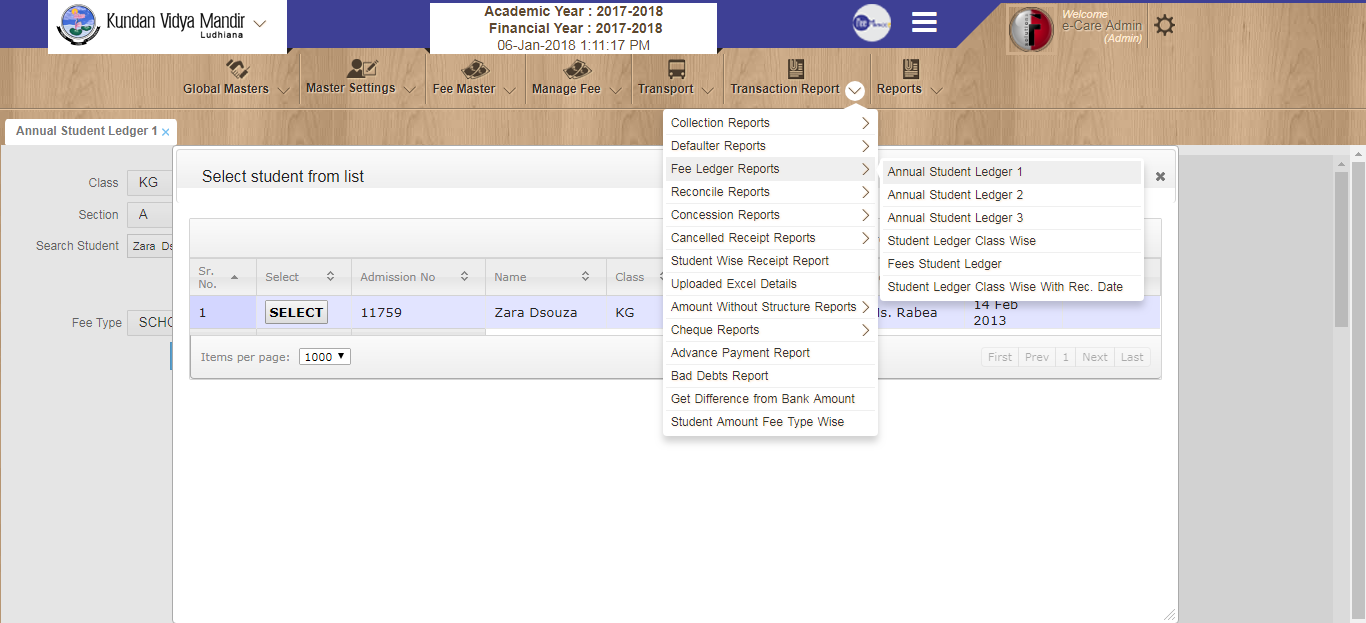 Kundan Vidya Mandir
Ludhiana
Academic Year : 2017-2018
Financial Year : 2017-2018
06-Jan-2018 1:11:17 PM
Welcome
e-Care Admin
(Admin)
Global Masters
Master Settings
Fee Master
Manage Fee
Transport
Transaction Report
Reports
Annual Student Ledger 1 ×
Class KG
Section A
Search Student Zara Ds
Fee Type SCHO
Select student from list
Sr. No.
Select
Admission No
Name
Class
1
SELECT
11759
Zara Dsouza
KG
s. Rabea
14 Feb
2013
Items per page: 1000
First Prev 1 Next Last
Collection Reports
Defaulter Reports
Fee Ledger Reports
Reconcile Reports
Concession Reports
Cancelled Receipt Reports
Student Wise Receipt Report
Uploaded Excel Details
Amount Without Structure Reports
Cheque Reports
Advance Payment Report
Bad Debts Report
Get Difference from Bank Amount
Student Amount Fee Type Wise
Annual Student Ledger 1
Annual Student Ledger 2
Annual Student Ledger 3
Student Ledger Class Wise
Fees Student Ledger
Student Ledger Class Wise With Rec. Date